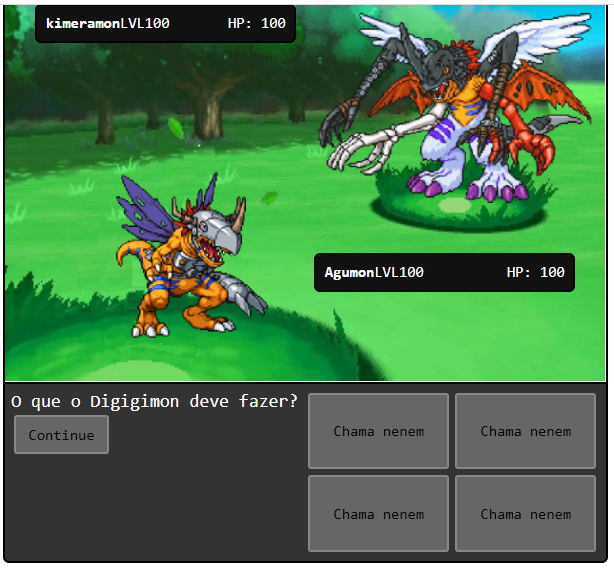 kimeramonLVL100 HP: 100
AgumonLVL100 HP: 100
O que o Digigimon deve fazer?
Continue
Chama nenem Chama nenem
Chama nenem Chama nenem